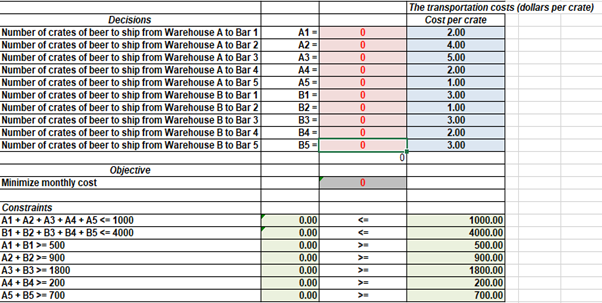 The transportation costs (dollars per crate)
Decisions Cost per crate
Number of crates of beer to ship from Warehouse A to Bar 1 A1 = 0 2.00
Number of crates of beer to ship from Warehouse A to Bar 2 A2 = 0 4.00
Number of crates of beer to ship from Warehouse A to Bar 3 A3 = 0 5.00
Number of crates of beer to ship from Warehouse A to Bar 4 A4 = 0 2.00
Number of crates of beer to ship from Warehouse A to Bar 5 A5 = 0 1.00
Number of crates of beer to ship from Warehouse B to Bar 1 B1 = 0 3.00
Number of crates of beer to ship from Warehouse B to Bar 2 B2 = 0 1.00
Number of crates of beer to ship from Warehouse B to Bar 3 B3 = 0 3.00
Number of crates of beer to ship from Warehouse B to Bar 4 B4 = 0 2.00
Number of crates of beer to ship from Warehouse B to Bar 5 B5 = 0 3.00
0
Objective
Minimize monthly cost 0
Constraints
A1 + A2 + A3 + A4 + A5 <= 1000 0.00 <= 1000.00
B1 + B2 + B3 + B4 + B5 <= 4000 0.00 <= 4000.00
A1 + B1 >= 500 0.00 >= 500.00
A2 + B2 >= 900 0.00 >= 900.00
A3 + B3 >= 1800 0.00 >= 1800.00
A4 + B4 >= 200 0.00 >= 200.00
A5 + B5 >= 700 0.00 >= 700.00